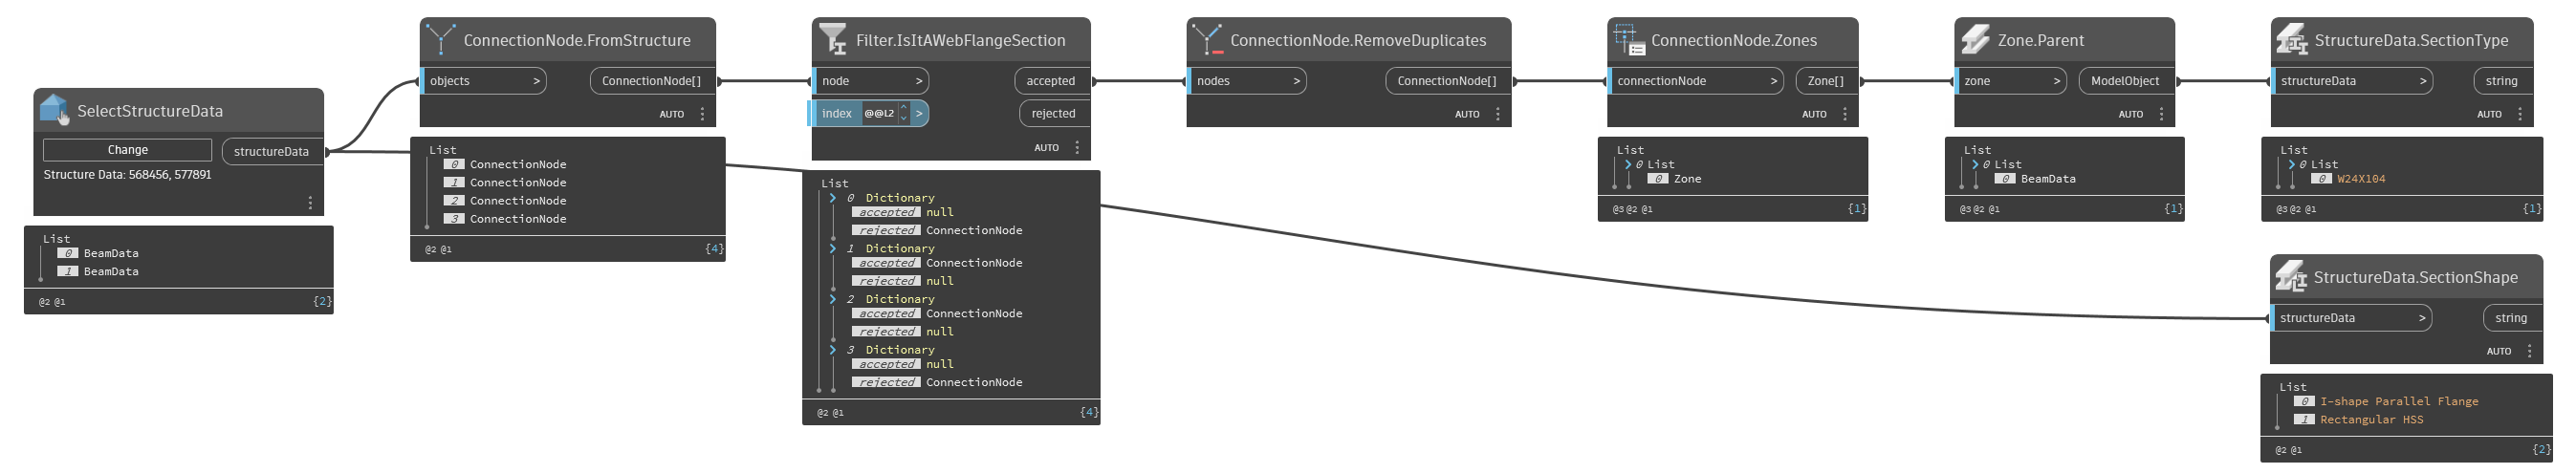 SelectStructureData
Change
structureData
Structure Data: 568456, 577891
List
0 BeamData
1 BeamData
@2 @1
{2}
ConnectionNode.FromStructure
objects >
ConnectionNode[]
AUTO
List
0 ConnectionNode
1 ConnectionNode
2 ConnectionNode
3 ConnectionNode
@2 @1
{4}
Filter.IsItAWebFlangeSection
node >
accepted
index @@L2 >
rejected
AUTO
List
0 Dictionary
accepted null
rejected ConnectionNode
1 Dictionary
accepted ConnectionNode
rejected null
2 Dictionary
accepted ConnectionNode
rejected null
3 Dictionary
accepted null
rejected ConnectionNode
@2 @1
{4}
ConnectionNode.RemoveDuplicates
nodes >
ConnectionNode[]
AUTO
ConnectionNode.Zones
connectionNode >
Zone[]
AUTO
List
0 List
0 Zone
@3 @2 @1
{1}
Zone.Parent
zone >
ModelObject
AUTO
List
0 List
0 BeamData
@3 @2 @1
{1}
StructureData.SectionType
structureData >
string
AUTO
List
0 List
0 W24X104
@3 @2 @1
{1}
StructureData.SectionShape
structureData >
string
AUTO
List
0 I-shape Parallel Flange
1 Rectangular HSS
@2 @1
{2}